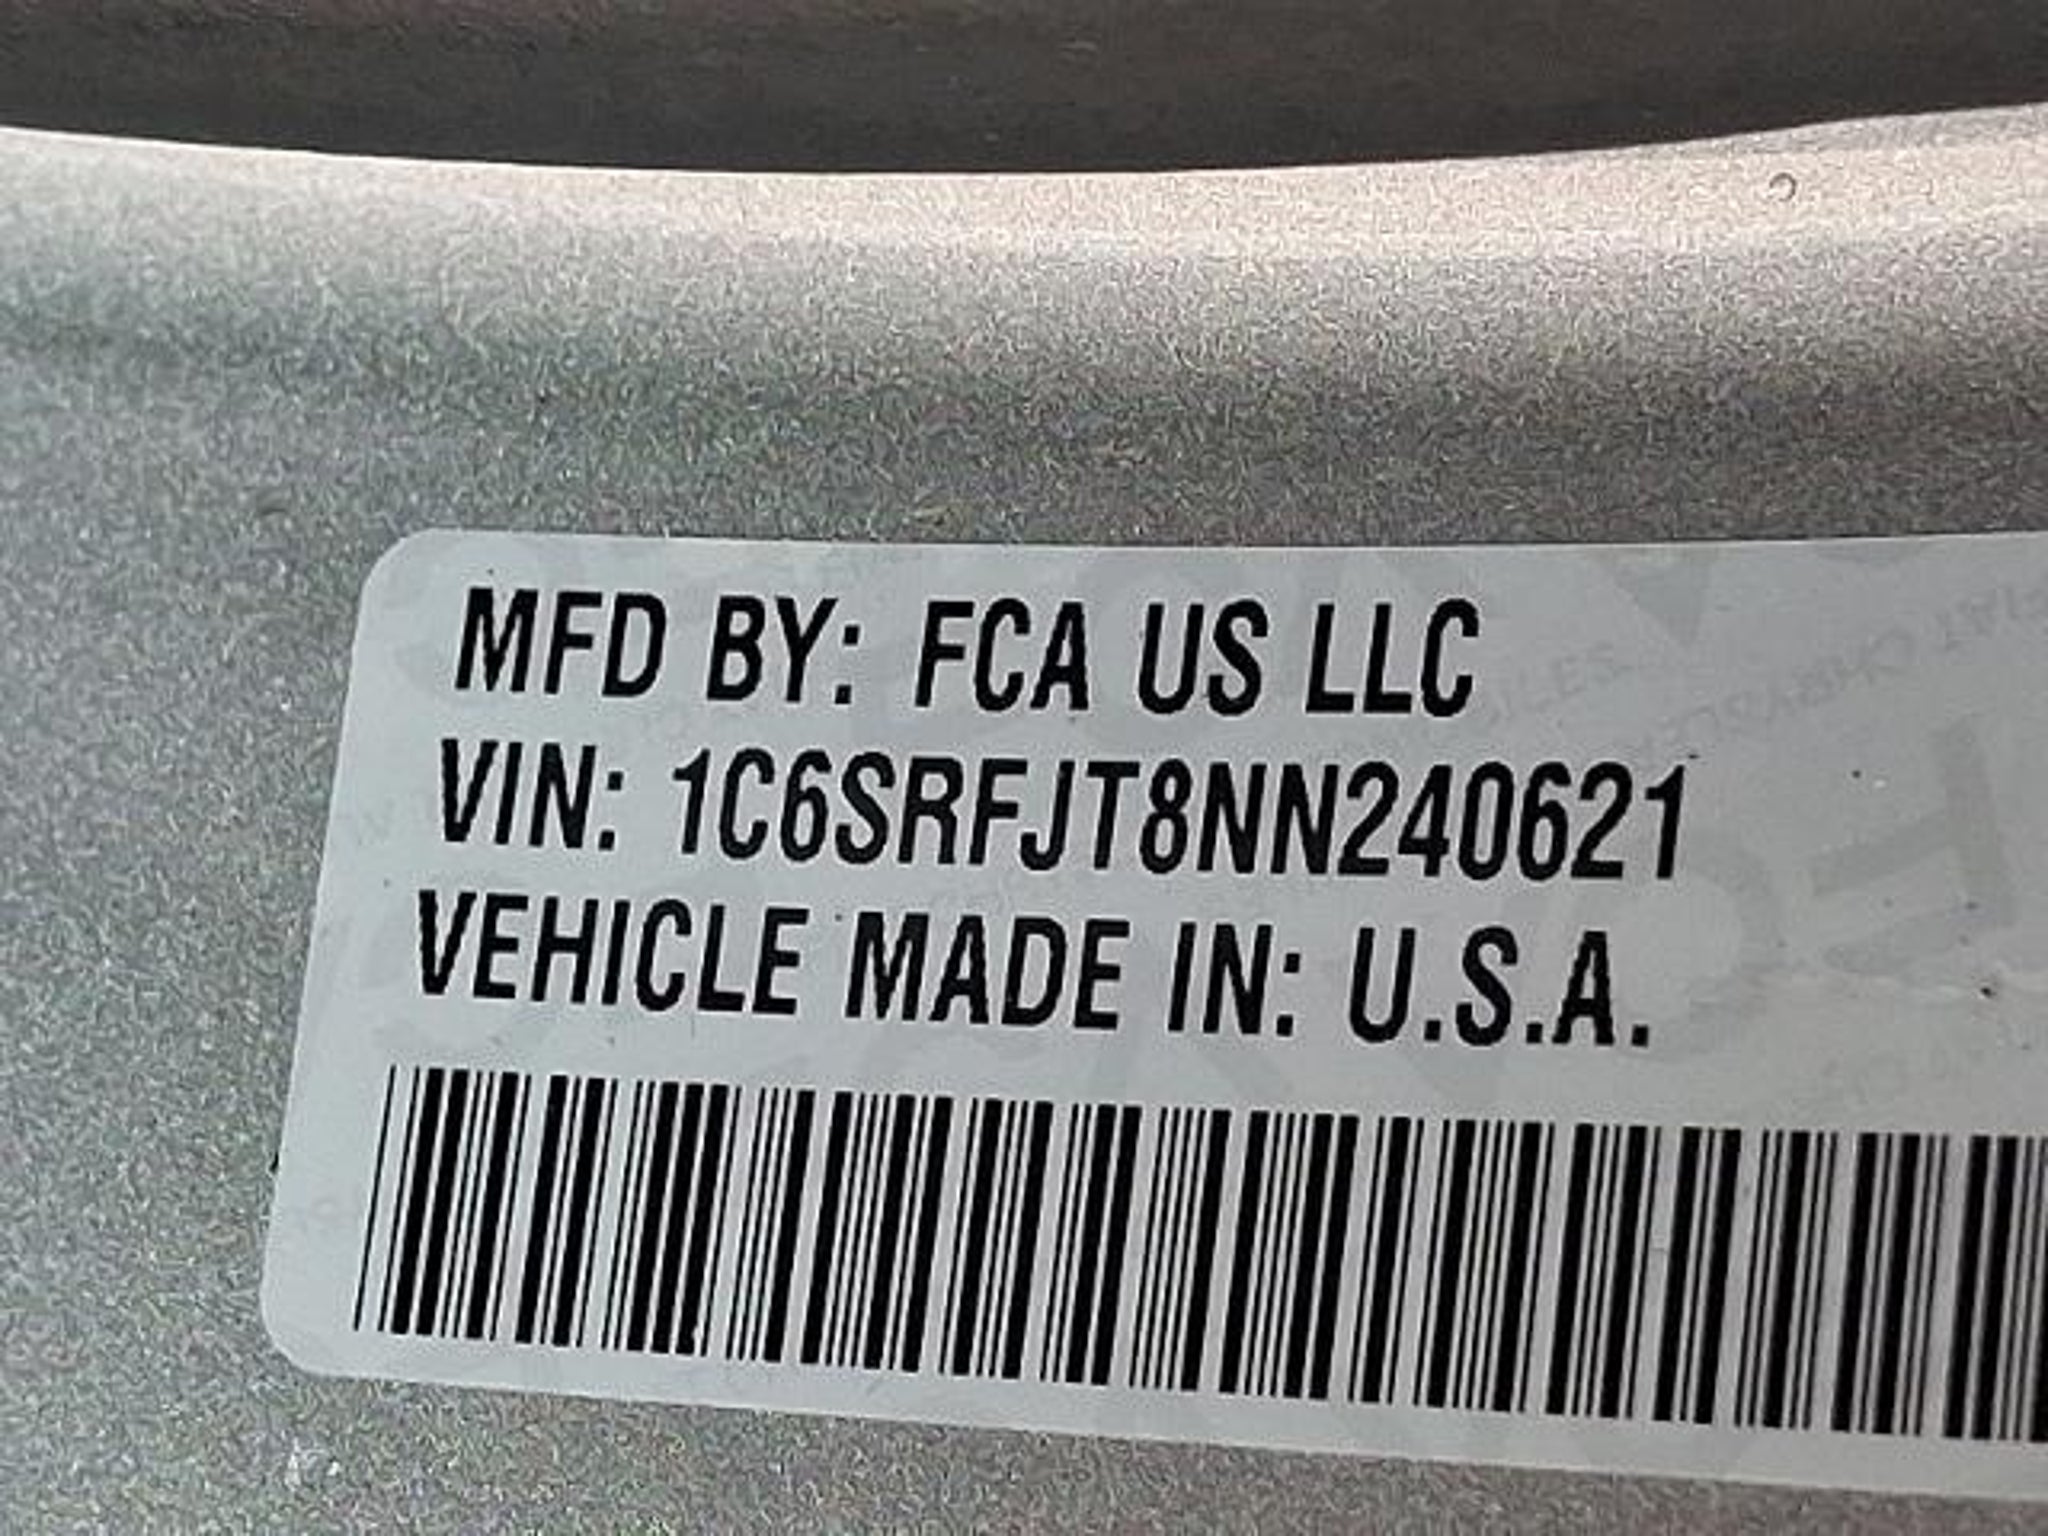 MFD BY: FCA US LLC
VIN: 1C6SRFJT8NN240621
VEHICLE MADE IN: U.S.A.